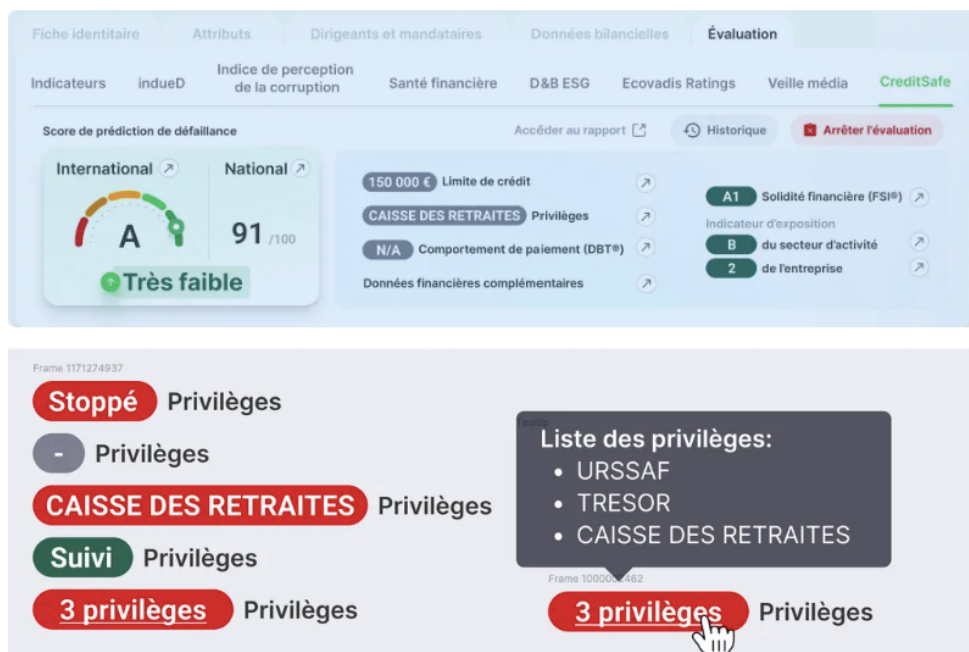 Fiche identitaire
Attributs
Dirigeants et mandataires
Données bilancielles
Évaluation
Indicateurs
indueD
Indice de perception
de la corruption
Santé financière
D&B ESG
Ecovadis Ratings
Veille média
CreditSafe
Score de prédiction de défaillance
Accéder au rapport
Historique
Arrêter l'évaluation
International
National
A
91 /100
Très faible
150 000 € Limite de crédit
CAISSE DES RETRAITES Privilèges
N/A Comportement de paiement (DBT®)
Données financières complémentaires
A1 Solidité financière (FSI®)
Indicateur d'exposition
B du secteur d'activité
2 de l'entreprise
Frame 1171274937
Stoppé Privilèges
- Privilèges
CAISSE DES RETRAITES Privilèges
Suivi Privilèges
3 privilèges Privilèges
Tooltip
Liste des privilèges:
• URSSAF
• TRESOR
• CAISSE DES RETRAITES
3 privilèges Privilèges